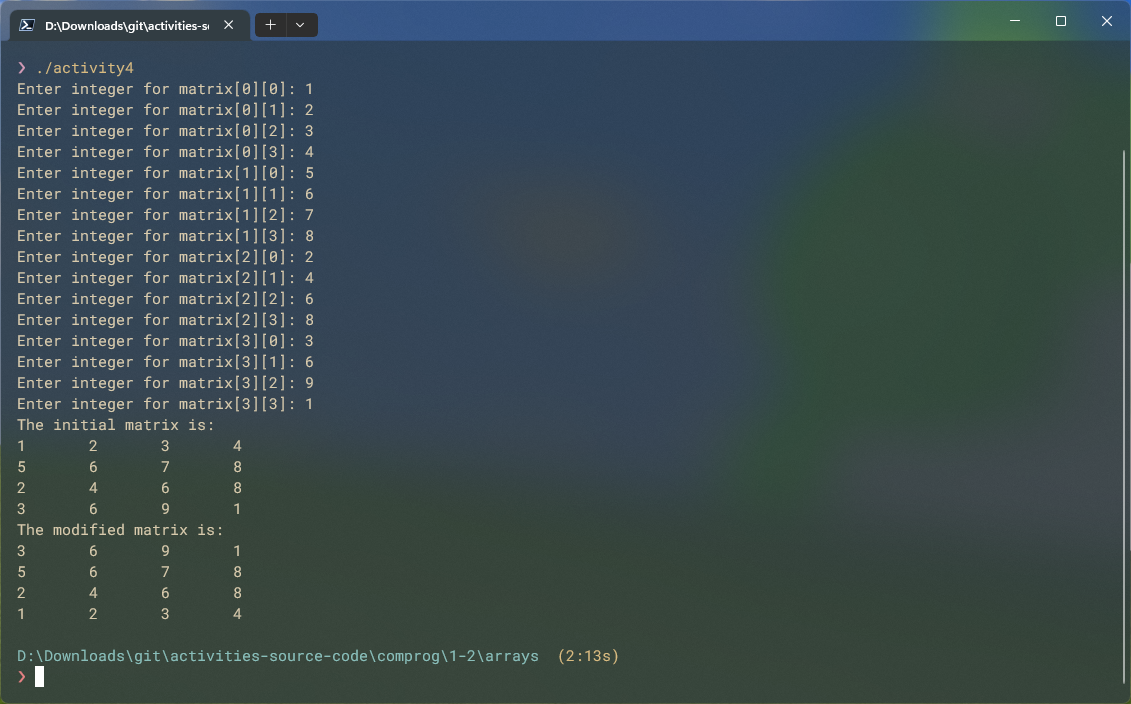 D:\Downloads\git\activities-so
❯ ./activity4
Enter integer for matrix[0][0]: 1
Enter integer for matrix[0][1]: 2
Enter integer for matrix[0][2]: 3
Enter integer for matrix[0][3]: 4
Enter integer for matrix[1][0]: 5
Enter integer for matrix[1][1]: 6
Enter integer for matrix[1][2]: 7
Enter integer for matrix[1][3]: 8
Enter integer for matrix[2][0]: 2
Enter integer for matrix[2][1]: 4
Enter integer for matrix[2][2]: 6
Enter integer for matrix[2][3]: 8
Enter integer for matrix[3][0]: 3
Enter integer for matrix[3][1]: 6
Enter integer for matrix[3][2]: 9
Enter integer for matrix[3][3]: 1
The initial matrix is:
1       2       3       4
5       6       7       8
2       4       6       8
3       6       9       1
The modified matrix is:
3       6       9       1
5       6       7       8
2       4       6       8
1       2       3       4
D:\Downloads\git\activities-source-code\comprog\1-2\arrays  (2:13s)
❯